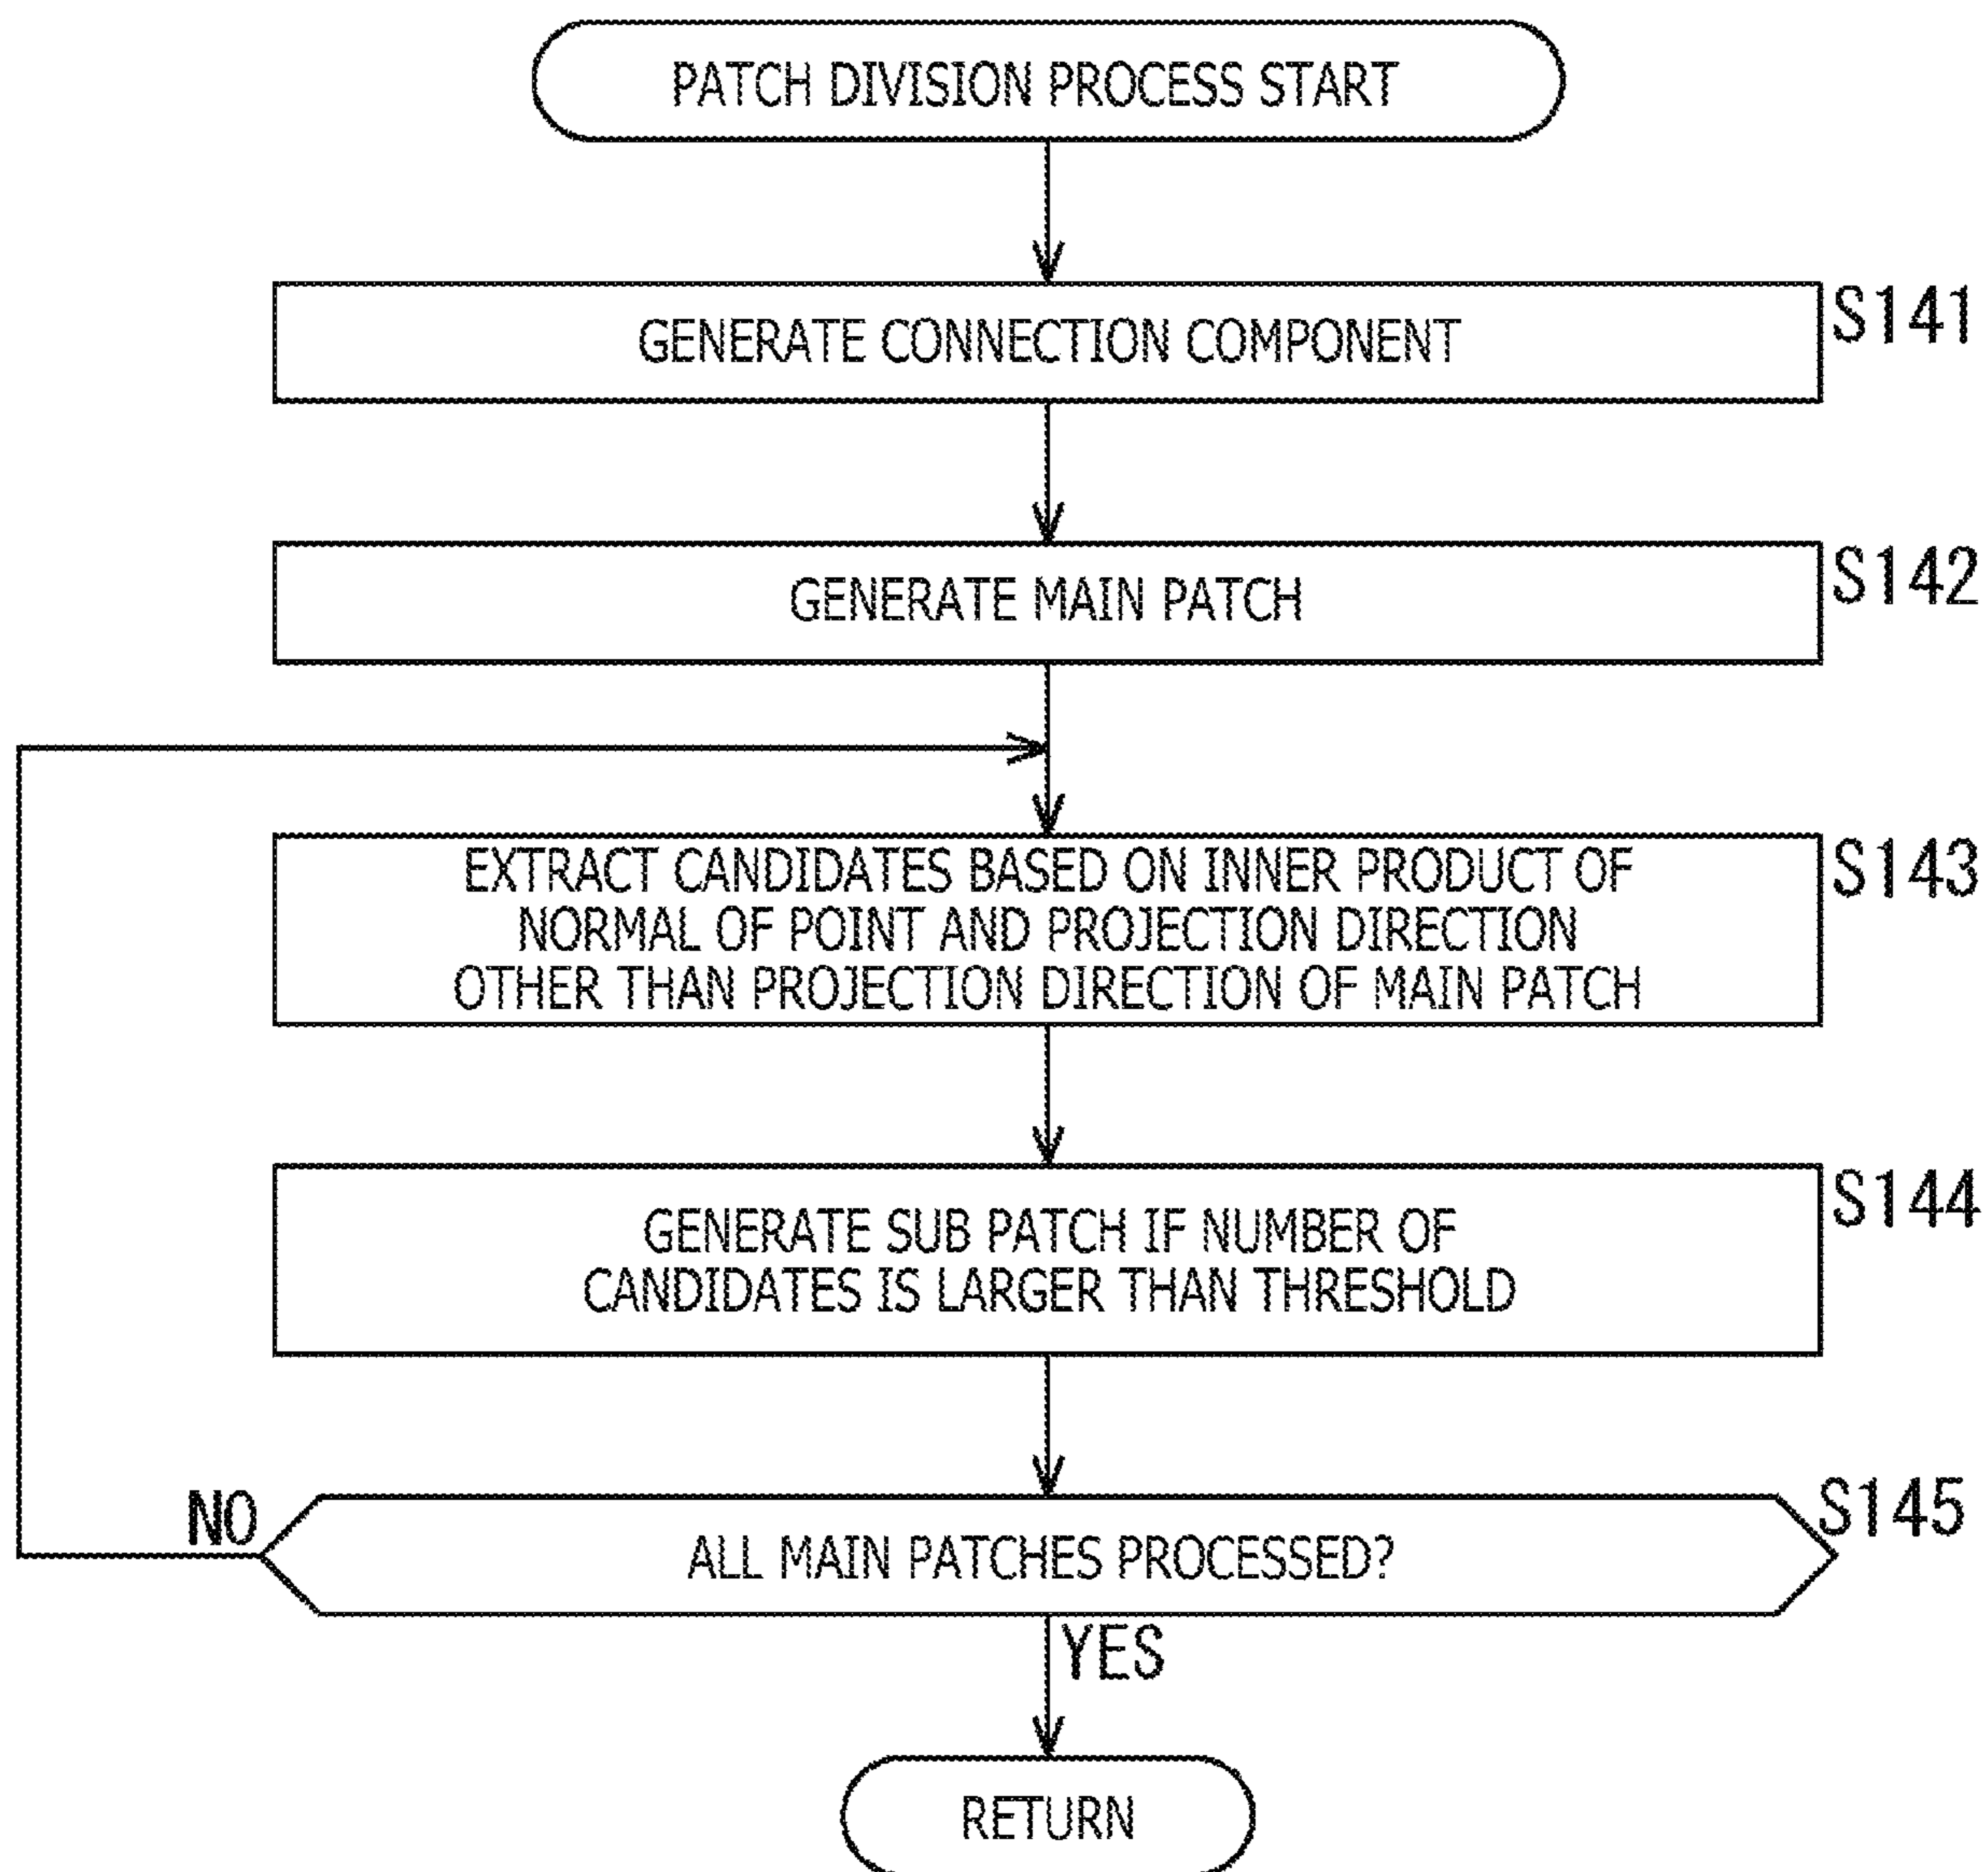 PATCH DIVISION PROCESS START
GENERATE CONNECTION COMPONENT
S141
GENERATE MAIN PATCH
S142
EXTRACT CANDIDATES BASED ON INNER PRODUCT OF
NORMAL OF POINT AND PROJECTION DIRECTION
OTHER THAN PROJECTION DIRECTION OF MAIN PATCH
S143
GENERATE SUB PATCH IF NUMBER OF
CANDIDATES IS LARGER THAN THRESHOLD
S144
ALL MAIN PATCHES PROCESSED?
S145
NO
YES
RETURN